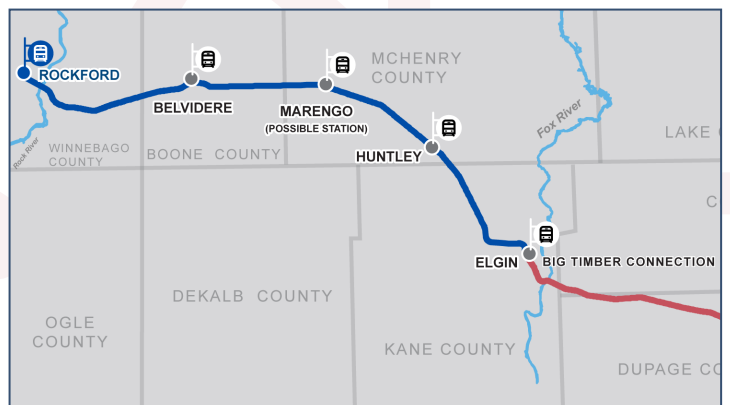 ROCKFORD
BELVIDERE
MARENGO
(POSSIBLE STATION)
MCHENRY
COUNTY
HUNTLEY
Fox River
LAKE
Rock River
WINNEBAGO
COUNTY
BOONE COUNTY
ELGIN
BIG TIMBER CONNECTION
DEKALB COUNTY
OGLE
COUNTY
KANE COUNTY
DUPAGE